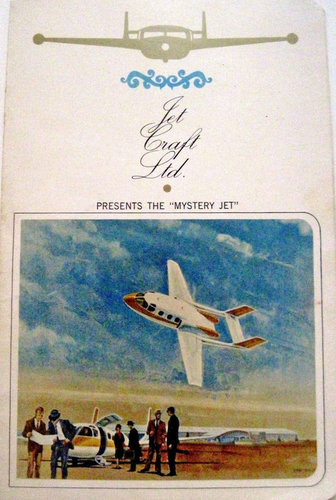 Jet
Craft
Ltd.
PRESENTS THE "MYSTERY JET"